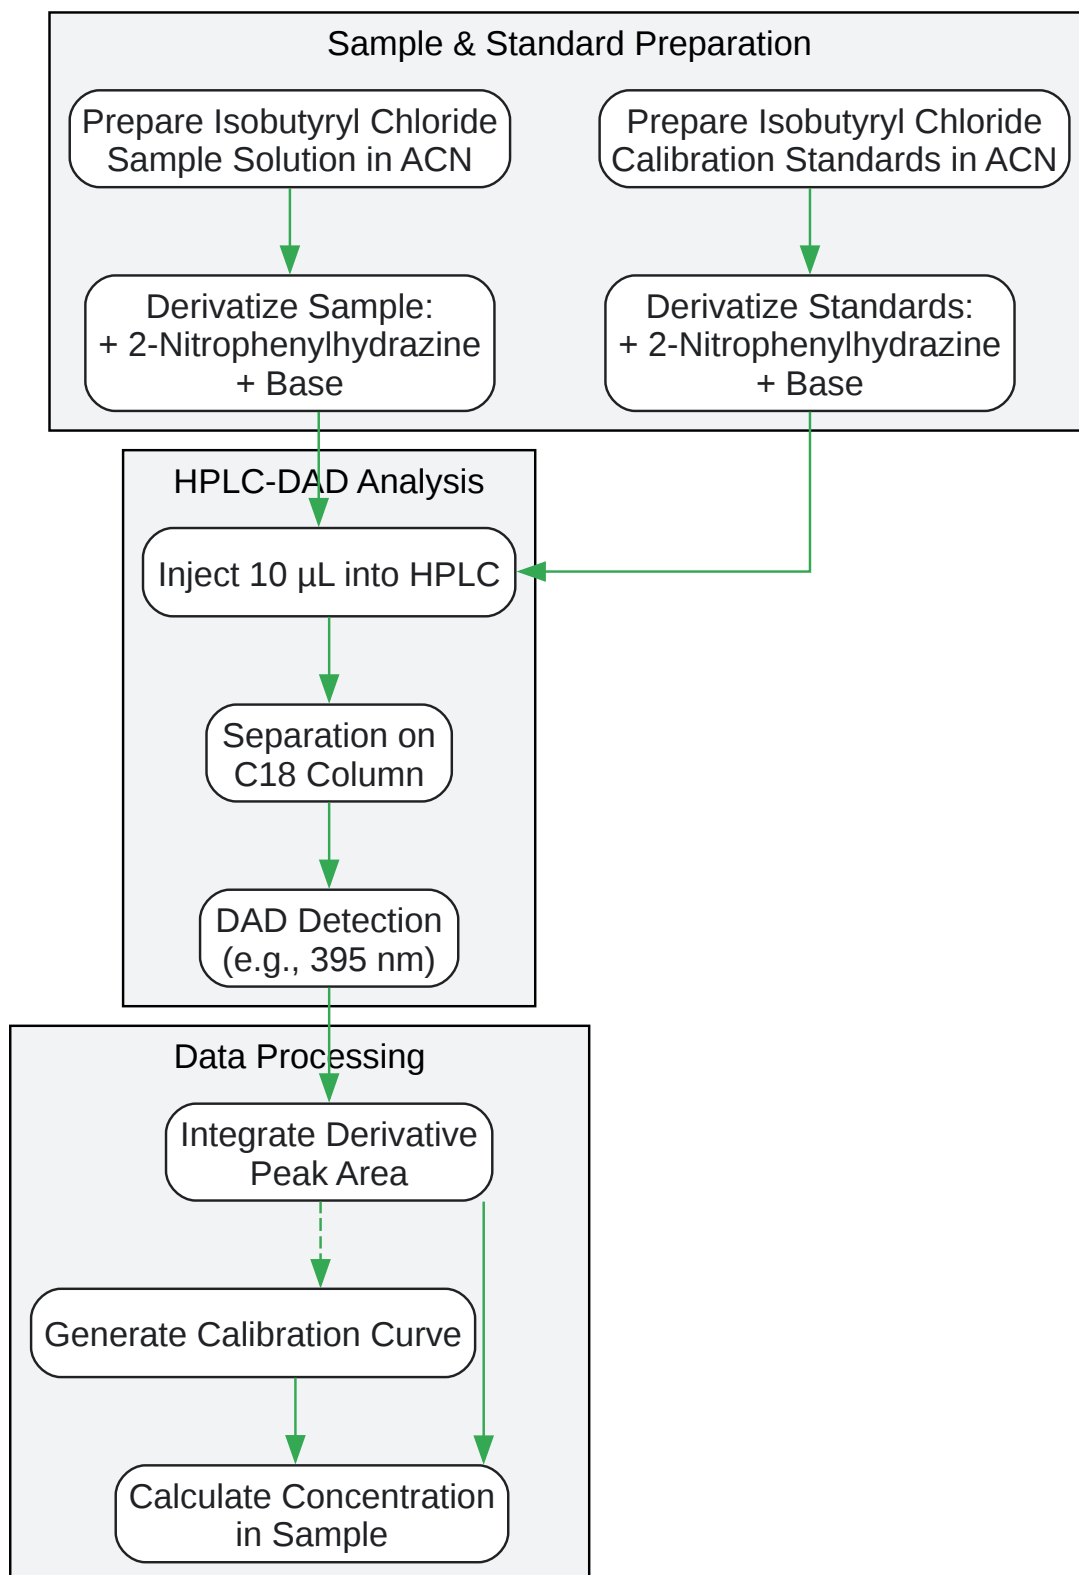 Sample & Standard Preparation
Prepare Isobutyryl Chloride
Sample Solution in ACN
Prepare Isobutyryl Chloride
Calibration Standards in ACN
Derivatize Sample:
+ 2-Nitrophenylhydrazine
+ Base
Derivatize Standards:
+ 2-Nitrophenylhydrazine
+ Base
HPLC-DAD Analysis
Inject 10 µL into HPLC
Separation on
C18 Column
DAD Detection
(e.g., 395 nm)
Data Processing
Integrate Derivative
Peak Area
Generate Calibration Curve
Calculate Concentration
in Sample